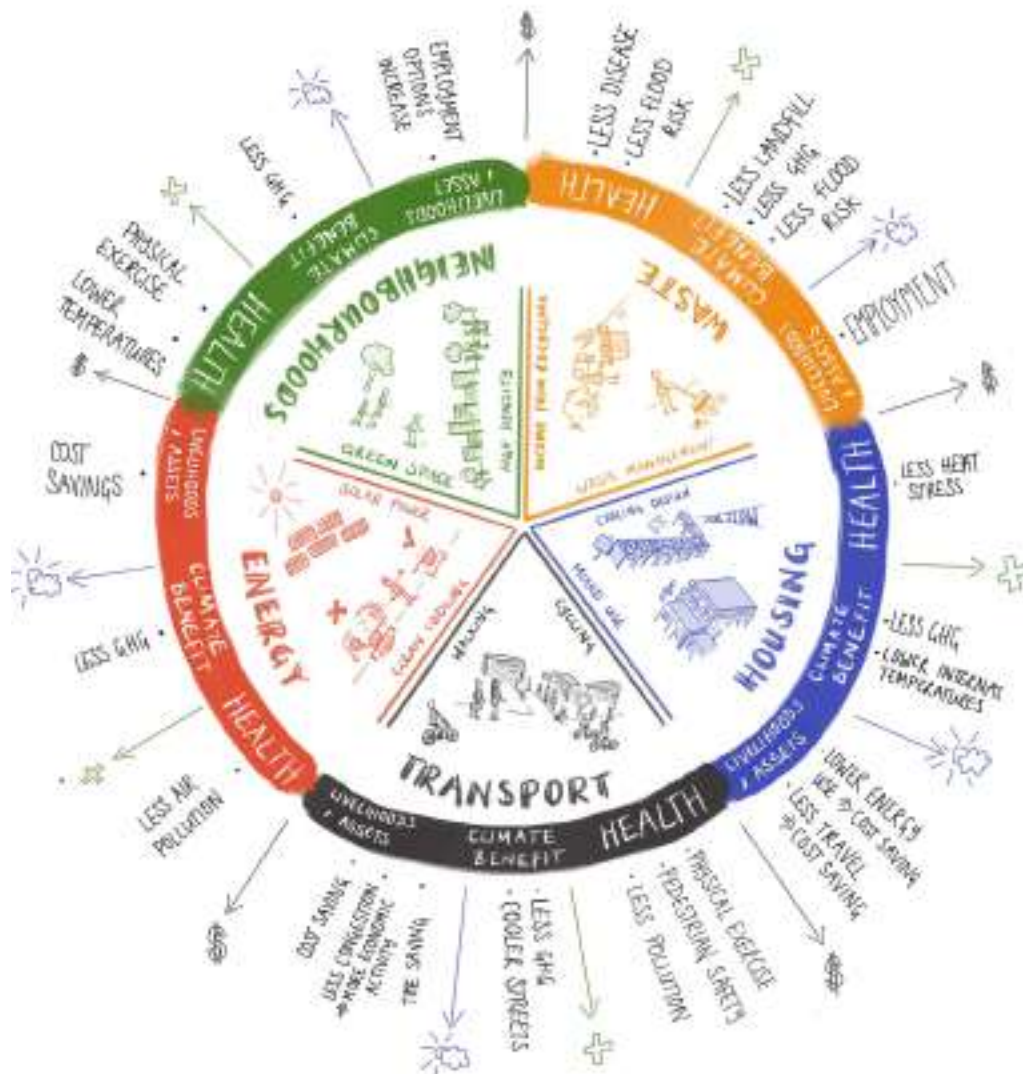 EMPLOYMENT
OPTIONS
INCREASE
• LESS DISEASE
• LESS FLOOD
RISK
• LESS LANDFILL
• LESS GHG
• LESS FLOOD
RISK
• EMPLOYMENT
• LESS HEAT
STRESS
• LESS GHG
• LOWER INTERNAL
TEMPERATURES
• LOWER ENERGY
USE ⇒ COST SAVING
• LESS TRAVEL
⇒ COST SAVING
• PHYSICAL EXERCISE
• PEDESTRIAN SAFETY
• LESS POLLUTION
• LESS GHG
COOLER STREETS
COST SAVING
LESS CONGESTION
⇒ MORE ECONOMIC
ACTIVITY
TME SAVING
LESS AIR
POLLUTION
LESS GHG
COST
SAVINGS
LOWER
TEMPERATURES
PHYSICAL
EXERCISE
LESS GHG
HEALTH
CLIMATE
BENEFIT
LIVELIHOODS
& ASSETS
WASTE
HEALTH
CLIMATE
BENEFIT
LIVELIHOODS
& ASSETS
HOUSING
COOLING DESIGN
MIXED USE
HEALTH
CLIMATE
BENEFIT
LIVELIHOODS
& ASSETS
TRANSPORT
CYCLING
WALKING
HEALTH
CLIMATE
BENEFIT
LIVELIHOODS
& ASSETS
ENERGY
SOLAR POWER
CLEAN COOKING
HEALTH
CLIMATE
BENEFIT
LIVELIHOODS
& ASSET
NEIGHBOURHOODS
GREEN SPACE